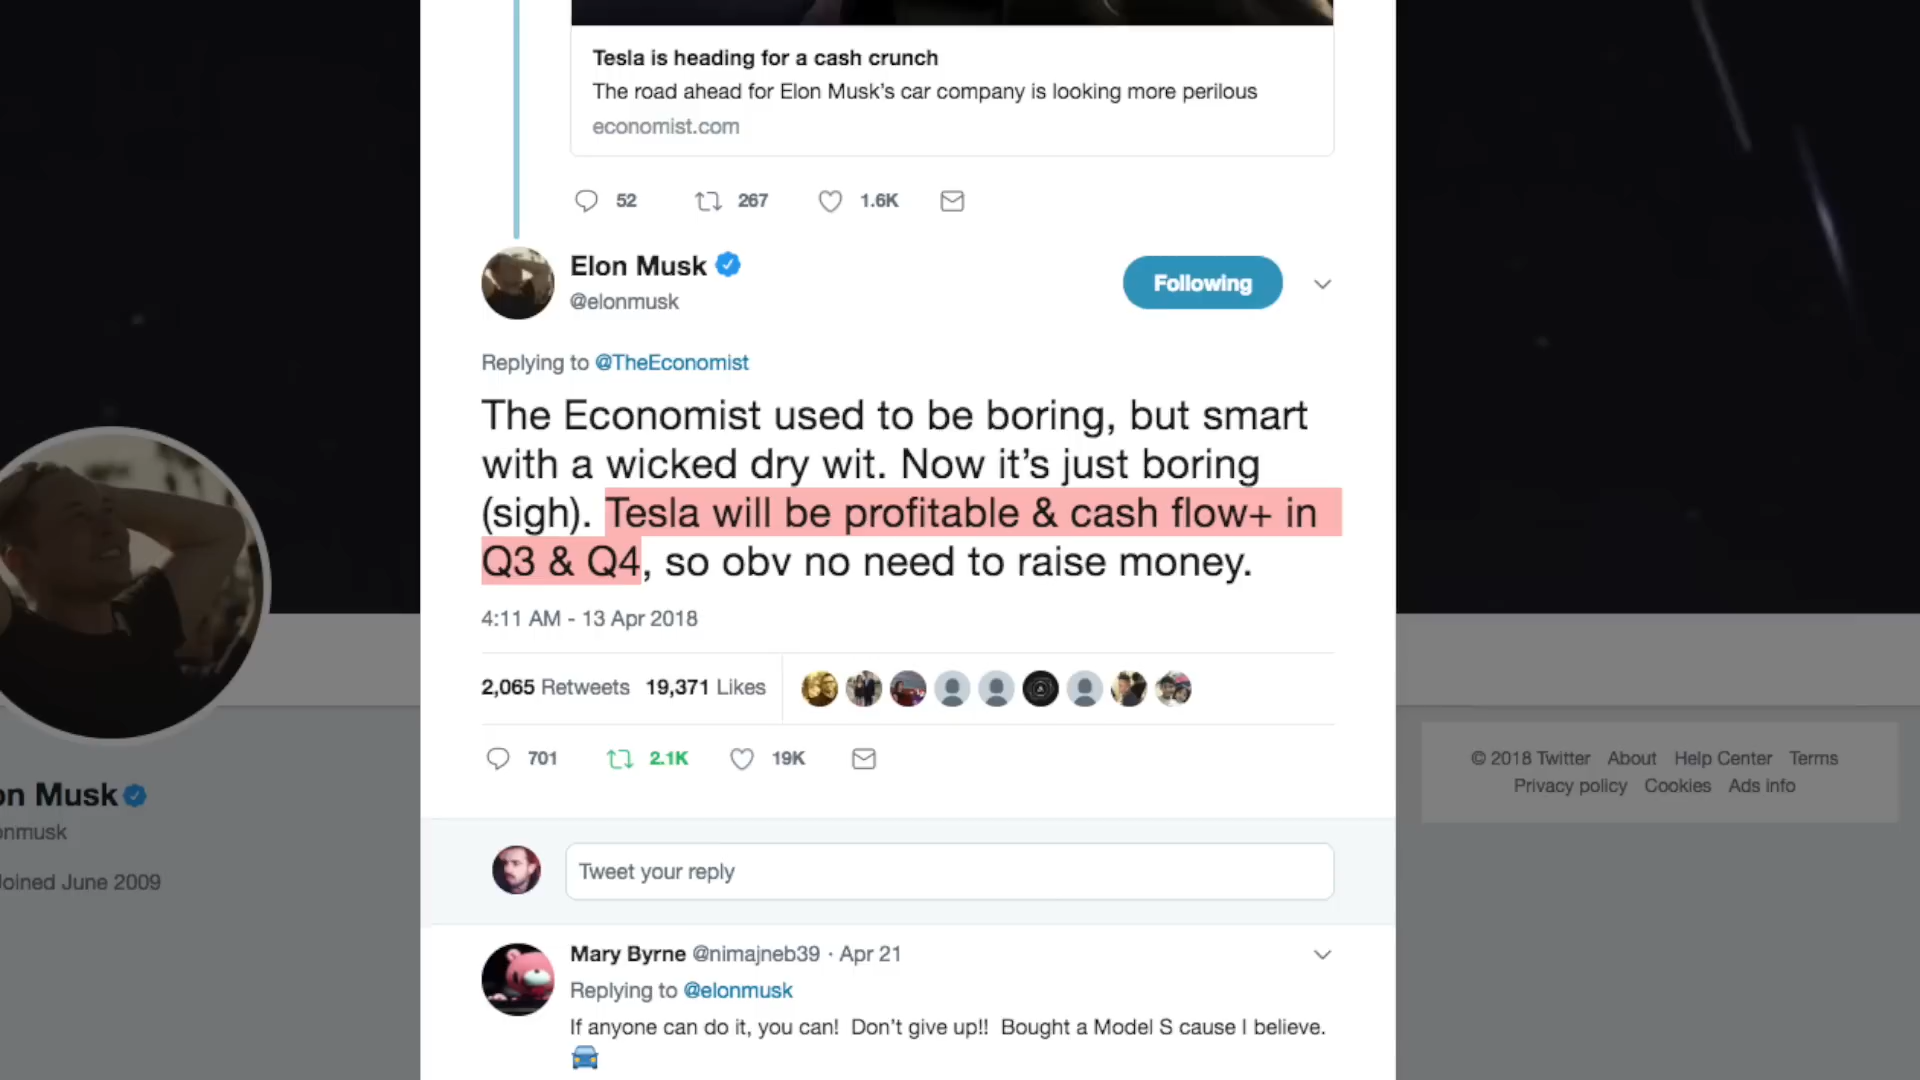 Tesla is heading for a cash crunch
The road ahead for Elon Musk’s car company is looking more perilous
economist.com
52 267 1.6K
Elon Musk
@elonmusk
Following
Replying to @TheEconomist
The Economist used to be boring, but smart
with a wicked dry wit. Now it’s just boring
(sigh). Tesla will be profitable & cash flow+ in
Q3 & Q4, so obv no need to raise money.
4:11 AM - 13 Apr 2018
2,065 Retweets 19,371 Likes
701 2.1K 19K
Tweet your reply
Mary Byrne @nimajneb39 · Apr 21
Replying to @elonmusk
If anyone can do it, you can! Don’t give up!! Bought a Model S cause I believe.
🚘
on Musk
onmusk
Joined June 2009
© 2018 Twitter About Help Center Terms
Privacy policy Cookies Ads info